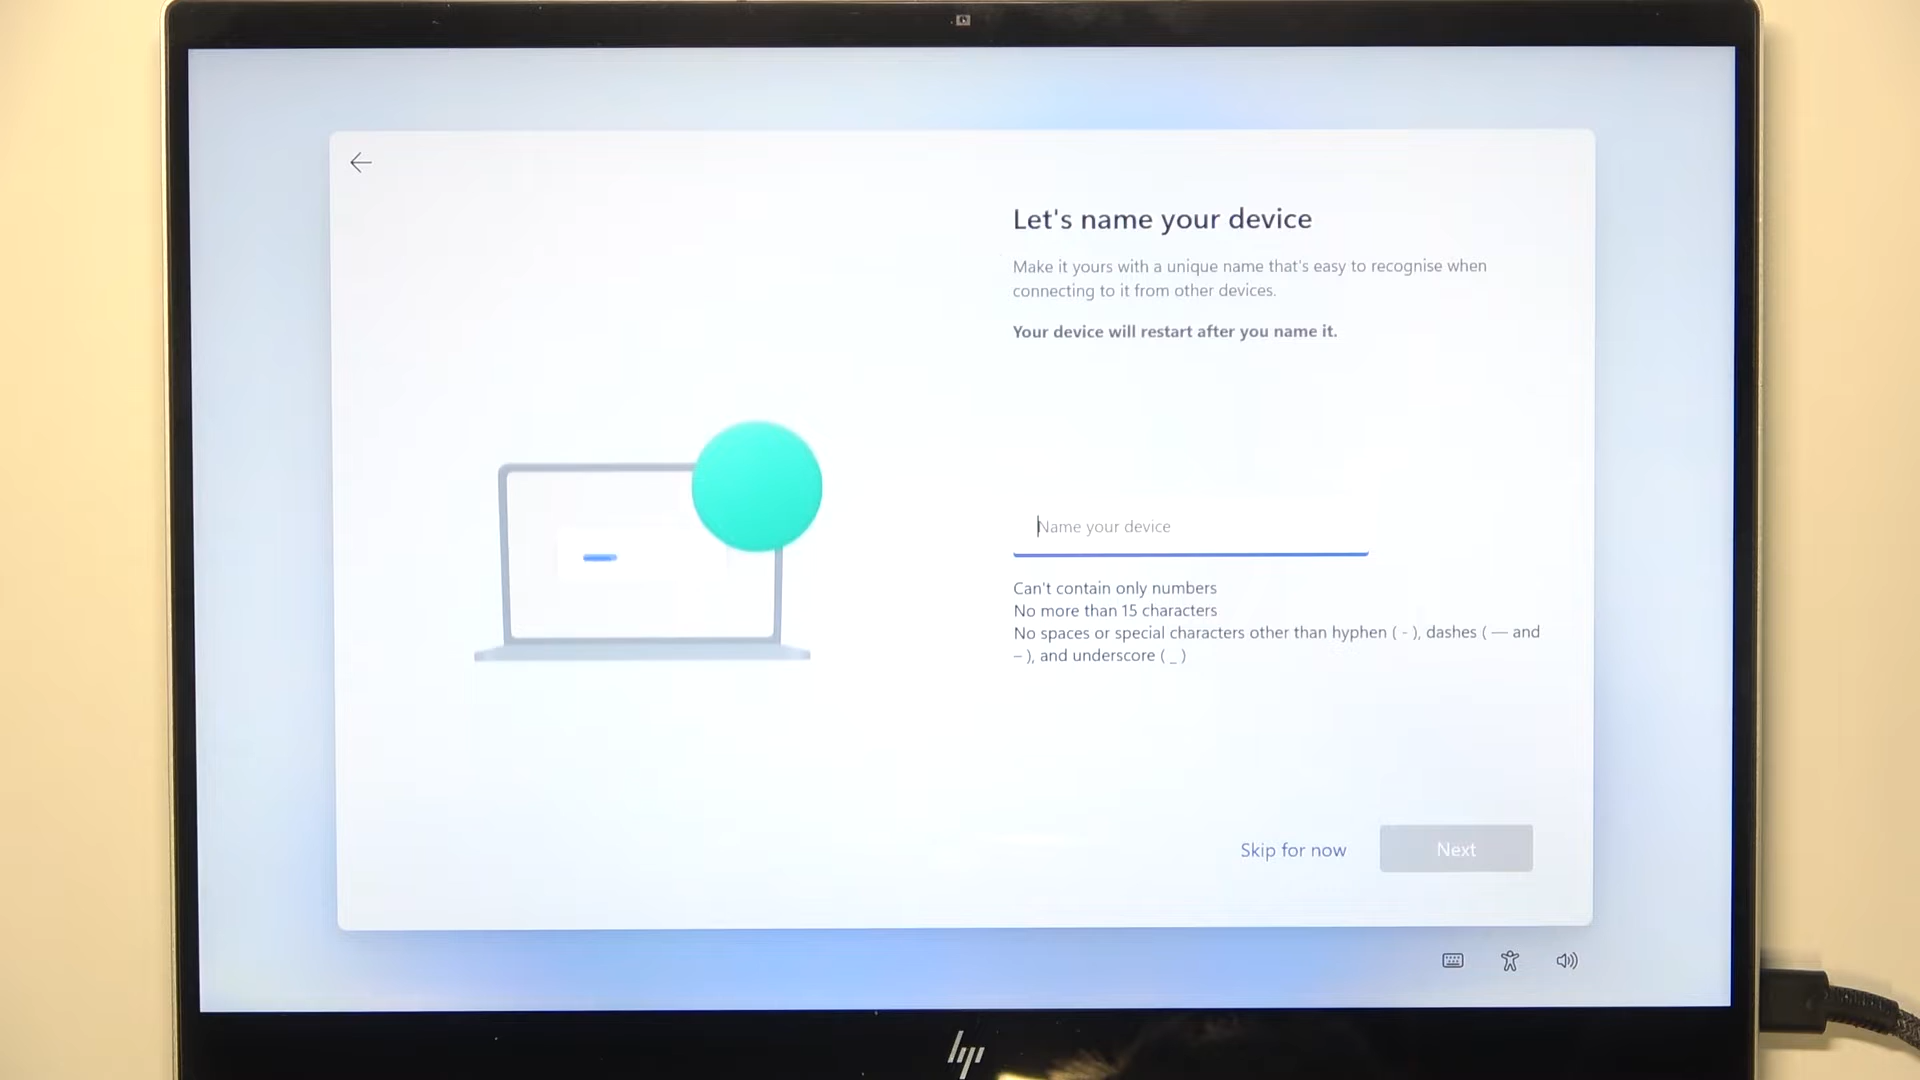 Let's name your device
Make it yours with a unique name that's easy to recognise when
connecting to it from other devices.
Your device will restart after you name it.
Name your device
Can't contain only numbers
No more than 15 characters
No spaces or special characters other than hyphen ( - ), dashes ( — and
– ), and underscore ( _ )
Skip for now
Next
hp